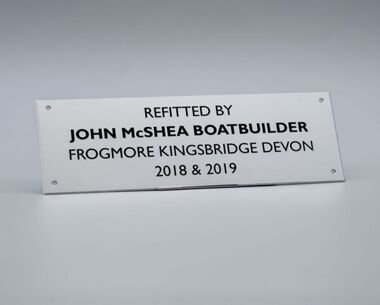 REFITTED BY
JOHN McSHEA BOATBUILDER
FROGMORE KINGSBRIDGE DEVON
2018 & 2019